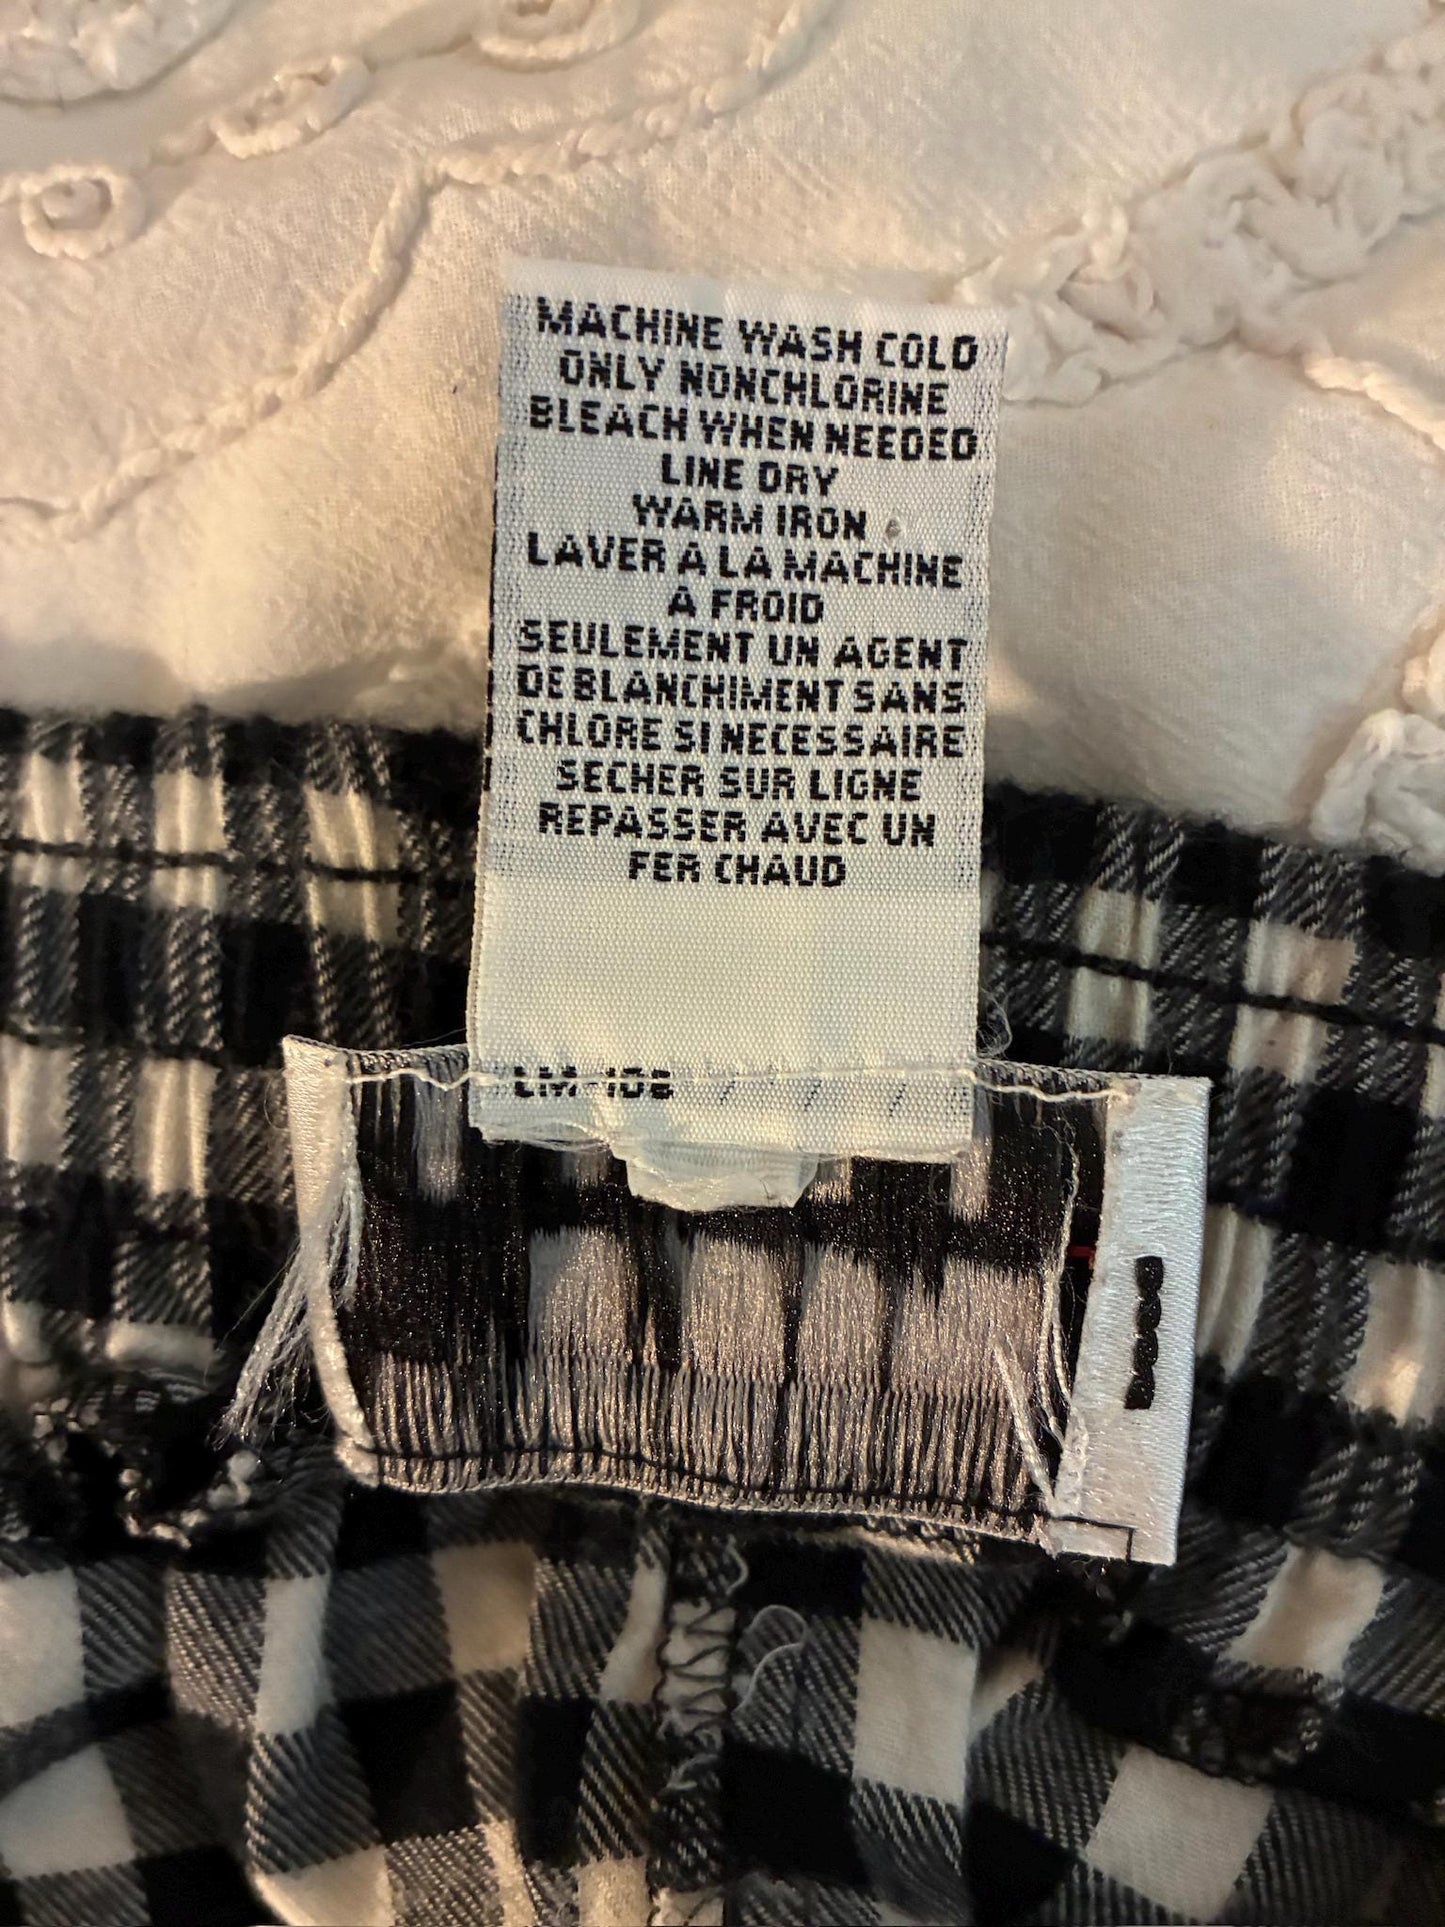 MACHINE WASH COLD
ONLY NONCHLORINE
BLEACH WHEN NEEDED
LINE DRY
WARM IRON
LAVER A LA MACHINE
A FROID
SEULEMENT UN AGENT
DE BLANCHIMENT SANS
CHLORE SI NECESSAIRE
SECHER SUR LIGNE
REPASSER AVEC UN
FER CHAUD